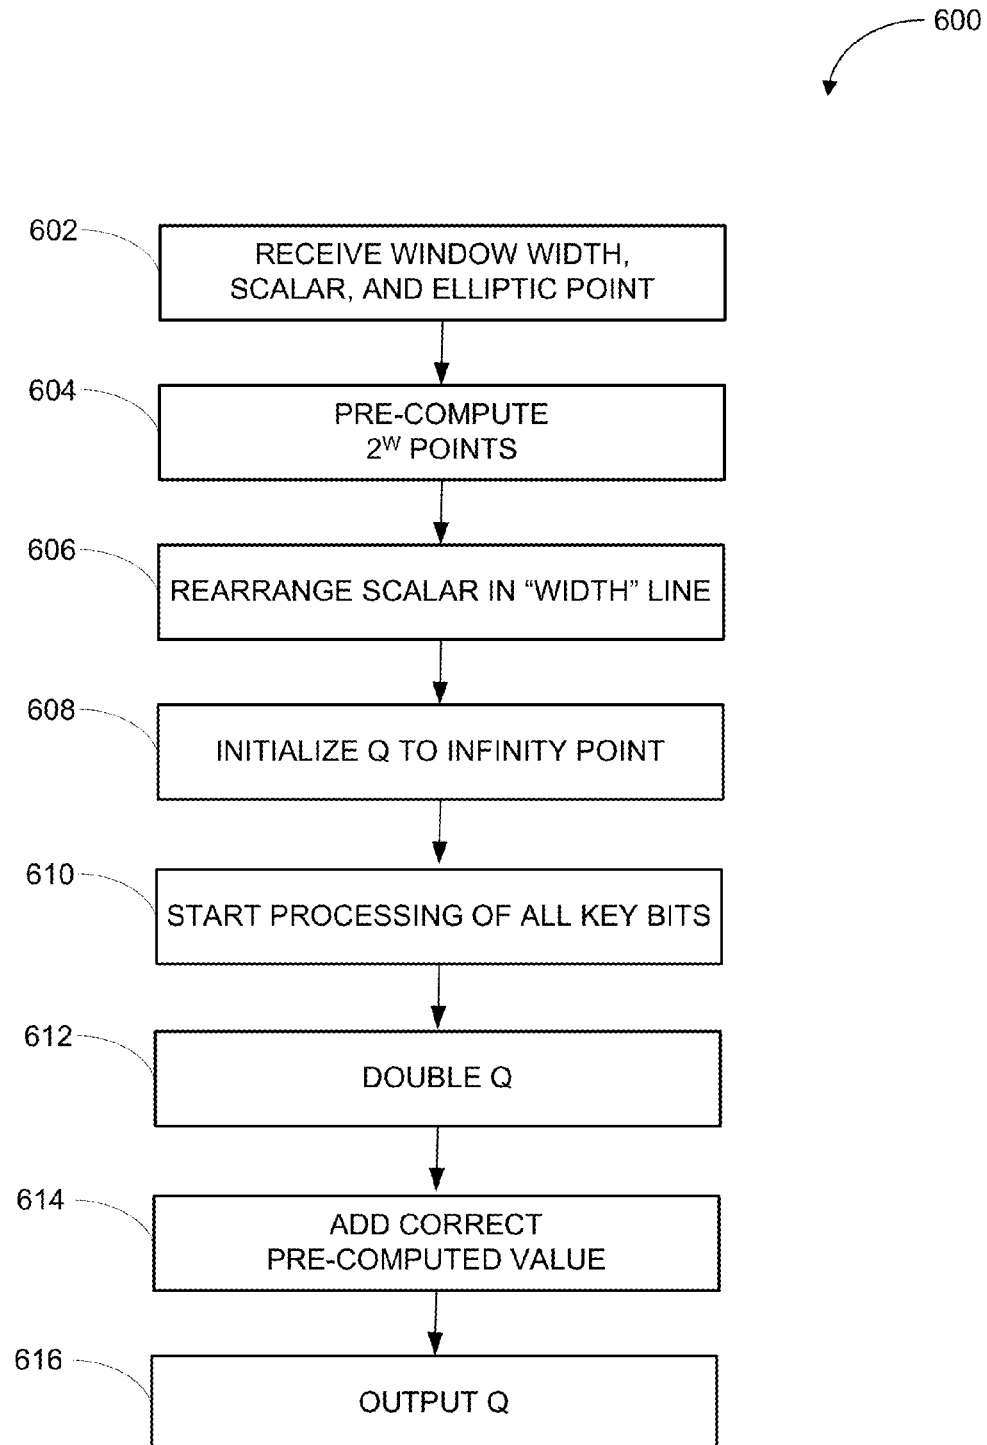 600
602
RECEIVE WINDOW WIDTH,
SCALAR, AND ELLIPTIC POINT
604
PRE-COMPUTE
2ᵂ POINTS
606
REARRANGE SCALAR IN “WIDTH” LINE
608
INITIALIZE Q TO INFINITY POINT
610
START PROCESSING OF ALL KEY BITS
612
DOUBLE Q
614
ADD CORRECT
PRE-COMPUTED VALUE
616
OUTPUT Q